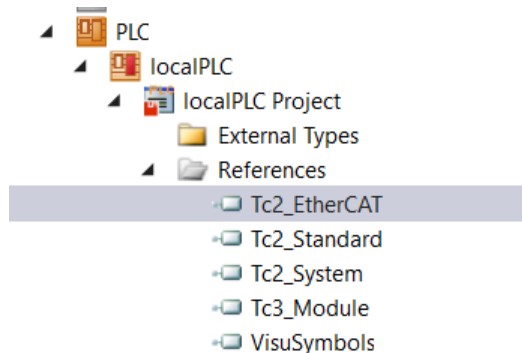 PLC
localPLC
localPLC Project
External Types
References
Tc2_EtherCAT
Tc2_Standard
Tc2_System
Tc3_Module
VisuSymbols